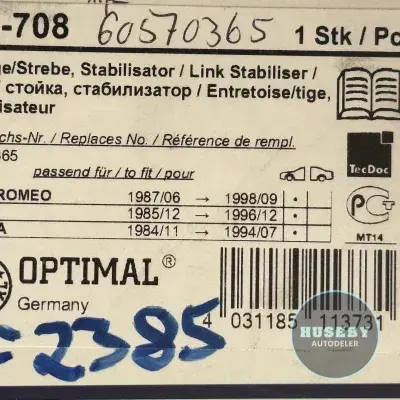 -708 60570365 1 Stk / Pc
ge/Strebe, Stabilisator / Link Stabiliser /
/ стойка, стабилизатор / Entretoise/tige,
ilisateur
chs-Nr. / Replaces No. / Référence de rempl.
365
passend für / to fit / pour
TecDoc
ROMEO 1987/06 → 1998/09 •
1985/12 → 1996/12 •
A 1984/11 → 1994/07 •
MT14
OPTIMAL®
Germany
2385
4 031185 113731
HUSEBY
AUTODELER